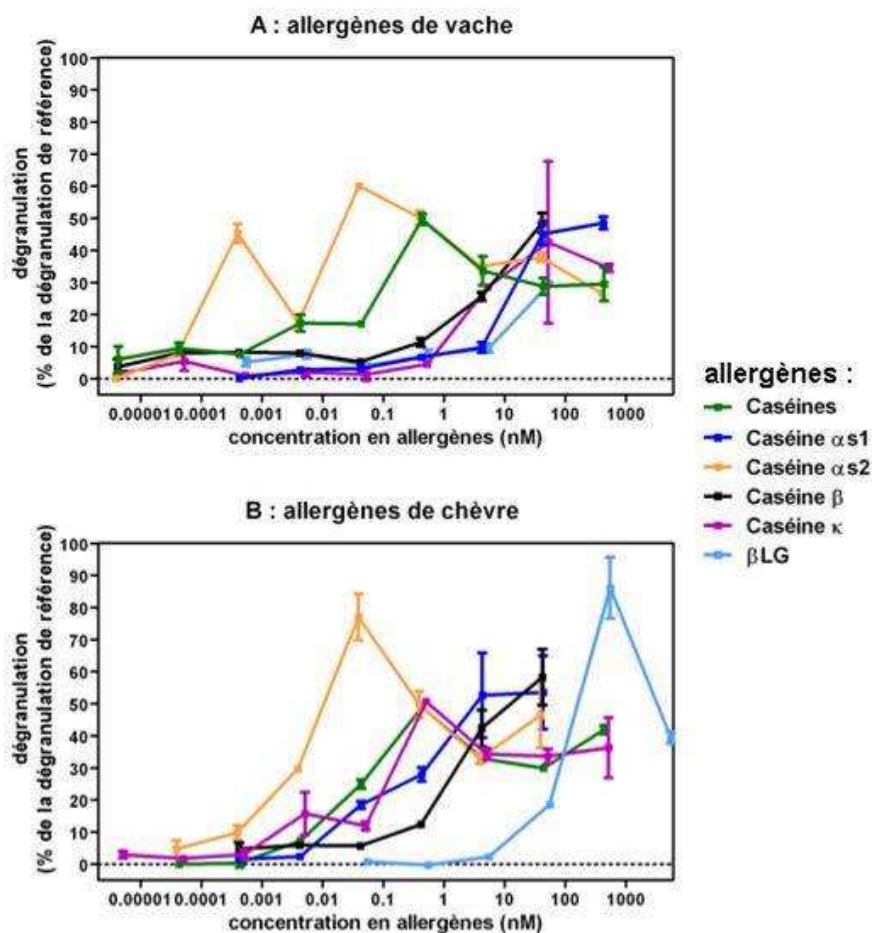 A : allergènes de vache
dégranulation
(% de la dégranulation de référence)
100
90
80
70
60
50
40
30
20
10
0
0.00001 0.0001 0.001 0.01 0.1 1 10 100 1000
concentration en allergènes (nM)
B : allergènes de chèvre
dégranulation
(% de la dégranulation de référence)
100
90
80
70
60
50
40
30
20
10
0
0.00001 0.0001 0.001 0.01 0.1 1 10 100 1000
concentration en allergènes (nM)
allergènes :
Caséines
Caséine αs1
Caséine αs2
Caséine β
Caséine κ
βLG